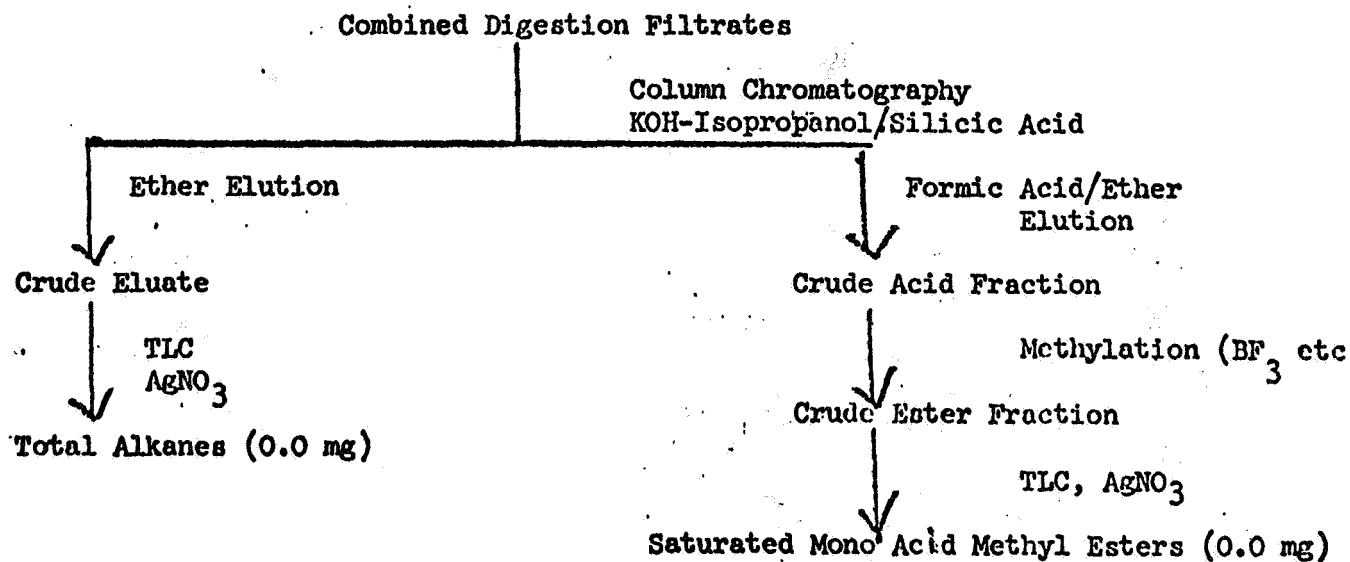 Combined Digestion Filtrates
Column Chromatography
KOH-Isopropanol/Silicic Acid
Ether Elution
Formic Acid/Ether
Elution
Crude Eluate
Crude Acid Fraction
TLC
AgNO3
Methylation (BF3 etc
Crude Ester Fraction
Total Alkanes (0.0 mg)
TLC, AgNO3
Saturated Mono Acid Methyl Esters (0.0 mg)